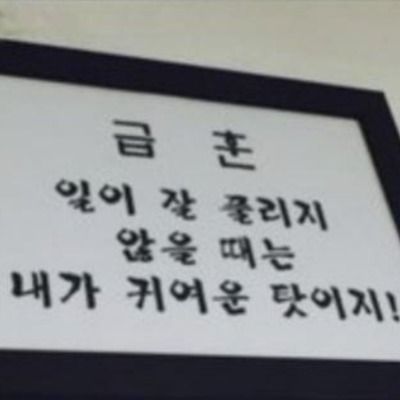 급 훈
일이 잘 풀리지
않을 때는
내가 귀여운 탓이지!